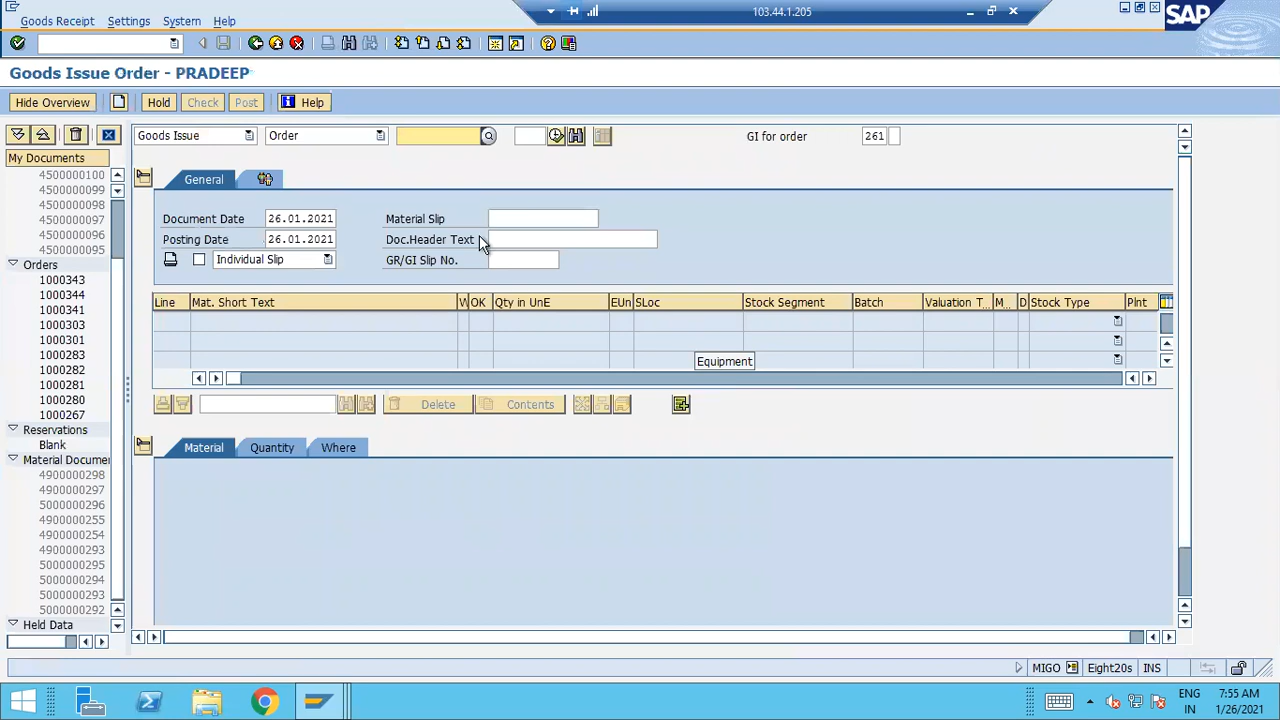 103.44.1.205
Goods Receipt Settings System Help
SAP
Goods Issue Order - PRADEEP
Hide Overview Hold Check Post Help
Goods Issue Order GI for order 261
My Documents
4500000100
4500000099
4500000098
4500000097
4500000096
4500000095
Orders
1000343
1000344
1000341
1000303
1000301
1000283
1000282
1000281
1000280
1000267
Reservations
Blank
Material Documen
4900000298
4900000297
5000000296
4900000255
4900000254
4900000293
5000000295
5000000294
5000000293
5000000292
Held Data
General
Document Date 26.01.2021 Material Slip
Posting Date 26.01.2021 Doc.Header Text
Individual Slip GR/GI Slip No.
Line Mat. Short Text W OK Qty in UnE EUn SLoc Stock Segment Batch Valuation T... M... D Stock Type Plnt
Equipment
Delete Contents
Material Quantity Where
MIGO Eight20s INS
ENG 7:55 AM
IN 1/26/2021